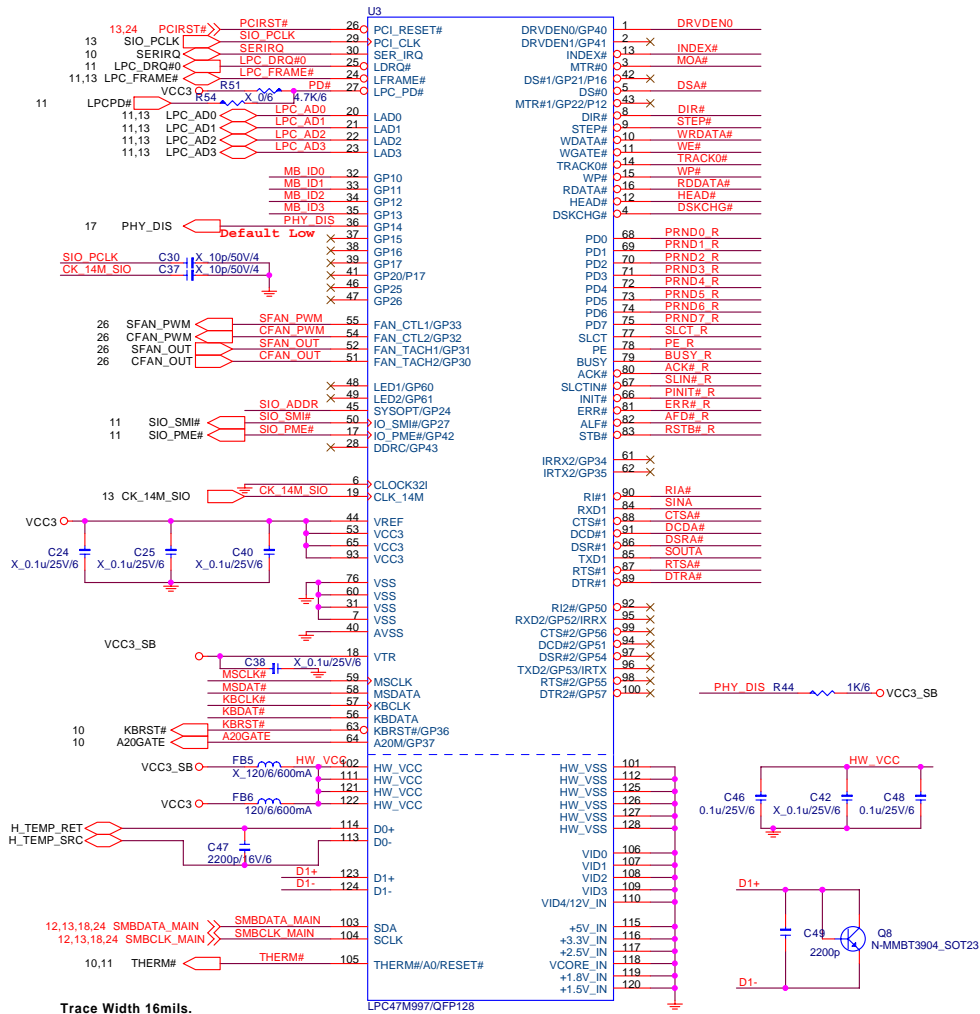 U3
13,24 PCIRST# PCIRST# 26 PCI_RESET# DRVDEN0/GP40 1 DRVDEN0
13 SIO_PCLK SIO_PCLK 29 PCI_CLK DRVDEN1/GP41 2
10 SERIRQ SERIRQ 30 SER_IRQ INDEX# 13 INDEX#
11 LPC_DRQ#0 LPC_DRQ#0 25 LDRQ# MTR#0 3 MOA#
11,13 LPC_FRAME# LPC_FRAME# 24 LFRAME# DS#1/GP21/P16 42
VCC3 R51 4.7K/6 PD# 27 LPC_PD# DS#0 5 DSA#
11 LPCPD# R54 X_0/6 MTR#1/GP22/P12 43
11,13 LPC_AD0 LPC_AD0 20 LAD0 DIR# 8 DIR#
11,13 LPC_AD1 LPC_AD1 21 LAD1 STEP# 9 STEP#
11,13 LPC_AD2 LPC_AD2 22 LAD2 WDATA# 10 WRDATA#
11,13 LPC_AD3 LPC_AD3 23 LAD3 WGATE# 11 WE#
TRACK0# 14 TRACK0#
MB_ID0 32 GP10 WP# 15 WP#
MB_ID1 33 GP11 RDATA# 16 RDDATA#
MB_ID2 34 GP12 HEAD# 12 HEAD#
MB_ID3 35 GP13 DSKCHG# 4 DSKCHG#
17 PHY_DIS PHY_DIS 36 GP14
Default Low 37 GP15 PD0 68 PRND0_R
38 GP16 PD1 69 PRND1_R
39 GP17 PD2 70 PRND2_R
SIO_PCLK C30 X_10p/50V/4 41 GP20/P17 PD3 71 PRND3_R
CK_14M_SIO C37 X_10p/50V/4 46 GP25 PD4 72 PRND4_R
47 GP26 PD5 73 PRND5_R
PD6 74 PRND6_R
26 SFAN_PWM SFAN_PWM 55 FAN_CTL1/GP33 PD7 75 PRND7_R
26 CFAN_PWM CFAN_PWM 54 FAN_CTL2/GP32 SLCT 77 SLCT_R
26 SFAN_OUT SFAN_OUT 52 FAN_TACH1/GP31 PE 78 PE_R
26 CFAN_OUT CFAN_OUT 51 FAN_TACH2/GP30 BUSY 79 BUSY_R
ACK# 80 ACK#_R
48 LED1/GP60 SLCTIN# 67 SLIN#_R
49 LED2/GP61 INIT# 66 PINIT#_R
SIO_ADDR 45 SYSOPT/GP24 ERR# 81 ERR#_R
11 SIO_SMI# SIO_SMI# 50 IO_SMI#/GP27 ALF# 82 AFD#_R
11 SIO_PME# SIO_PME# 17 IO_PME#/GP42 STB# 83 RSTB#_R
28 DDRC/GP43
IRRX2/GP34 61
IRTX2/GP35 62
6 CLOCK32I
13 CK_14M_SIO CK_14M_SIO 19 CLK_14M RI#1 90 RIA#
RXD1 84 SINA
VCC3 44 VREF CTS#1 88 CTSA#
53 VCC3 DCD#1 91 DCDA#
65 VCC3 DSR#1 86 DSRA#
93 VCC3 TXD1 85 SOUTA
C24 X_0.1u/25V/6 C25 X_0.1u/25V/6 C40 X_0.1u/25V/6
RTS#1 87 RTSA#
DTR#1 89 DTRA#
76 VSS
60 VSS
31 VSS RI2#/GP50 92
7 VSS RXD2/GP52/IRRX 95
40 AVSS CTS#2/GP56 99
DCD#2/GP51 94
VCC3_SB 18 VTR DSR#2/GP54 97
C38 X_0.1u/25V/6 TXD2/GP53/IRTX 96
MSCLK# 59 MSCLK RTS#2/GP55 98
MSDAT# 58 MSDATA DTR2#/GP57 100
KBCLK# 57 KBCLK PHY_DIS R44 1K/6 VCC3_SB
KBDAT# 56 KBDATA
10 KBRST# KBRST# 63 KBRST#/GP36
10 A20GATE A20GATE 64 A20M/GP37
VCC3_SB FB5 X_120/6/600mA HW_VCC 102 HW_VCC HW_VSS 101
111 HW_VCC HW_VSS 112
121 HW_VCC HW_VSS 125
VCC3 FB6 120/6/600mA 122 HW_VCC HW_VSS 126
HW_VSS 127
HW_VSS 128
HW_VCC
C46 0.1u/25V/6 C42 X_0.1u/25V/6 C48 0.1u/25V/6
H_TEMP_RET 114 D0+
H_TEMP_SRC 113 D0-
C47 2200p/16V/6
VID0 106
VID1 107
D1+ 123 D1+ VID2 108
D1- 124 D1- VID3 109
VID4/12V_IN 110
12,13,18,24 SMBDATA_MAIN SMBDATA_MAIN 103 SDA +5V_IN 115
12,13,18,24 SMBCLK_MAIN SMBCLK_MAIN 104 SCLK +3.3V_IN 116
+2.5V_IN 117
10,11 THERM# THERM# 105 THERM#/A0/RESET# VCORE_IN 118
+1.8V_IN 119
+1.5V_IN 120
D1+
C49 2200p
Q8
N-MMBT3904_SOT23
D1-
Trace Width 16mils.
LPC47M997/QFP128